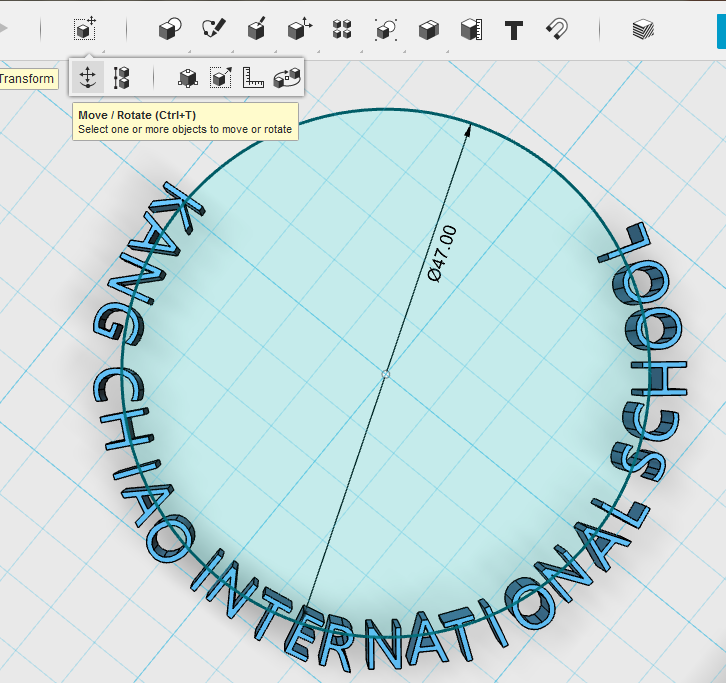 Transform
Move / Rotate (Ctrl+T)
Select one or more objects to move or rotate
Ø47.00
KANG CHIAO INTERNATIONAL SCHOOL